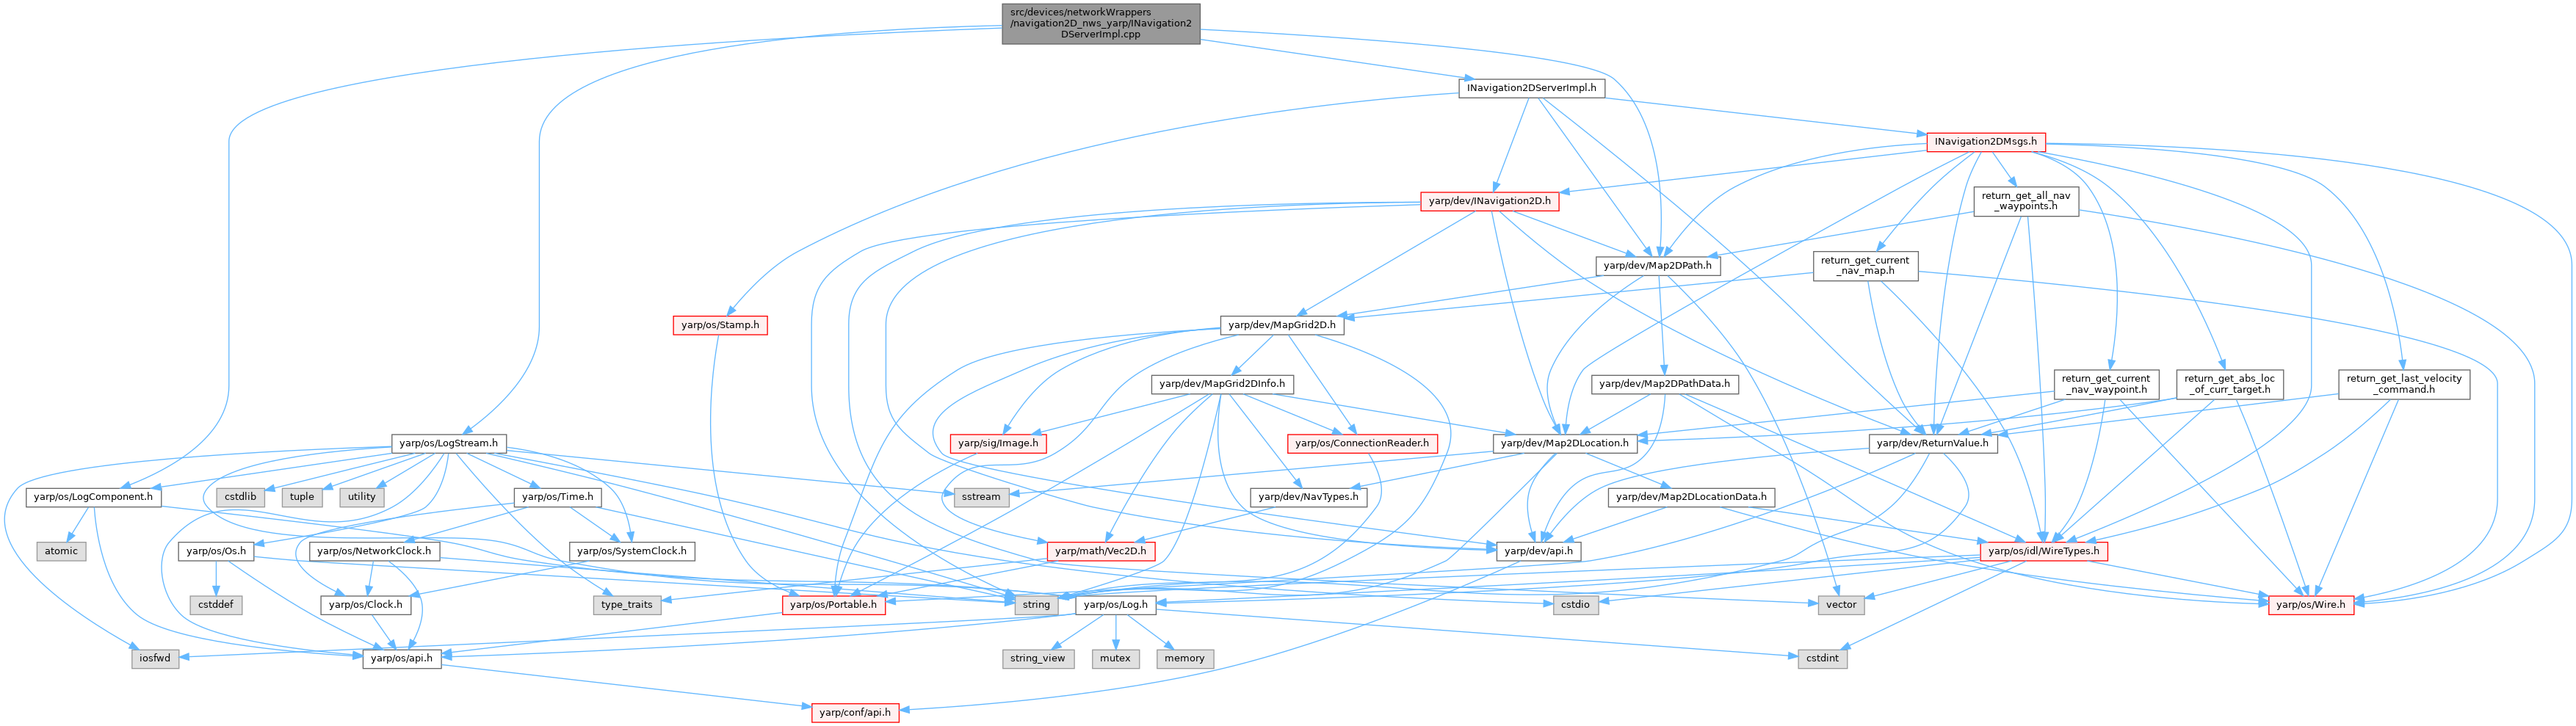 src/devices/networkWrappers
/navigation2D_nws_yarp/INavigation2
DServerImpl.cpp
INavigation2DServerImpl.h
INavigation2DMsgs.h
yarp/dev/INavigation2D.h
return_get_all_nav
_waypoints.h
yarp/dev/Map2DPath.h
return_get_current
_nav_map.h
yarp/os/Stamp.h
yarp/dev/MapGrid2D.h
yarp/dev/MapGrid2DInfo.h
yarp/dev/Map2DPathData.h
return_get_current
_nav_waypoint.h
return_get_abs_loc
_of_curr_target.h
return_get_last_velocity
_command.h
yarp/os/LogStream.h
yarp/sig/Image.h
yarp/os/ConnectionReader.h
yarp/dev/Map2DLocation.h
yarp/dev/ReturnValue.h
yarp/os/LogComponent.h
cstdlib
tuple
utility
yarp/os/Time.h
sstream
yarp/dev/NavTypes.h
yarp/dev/Map2DLocationData.h
atomic
yarp/os/Os.h
yarp/os/NetworkClock.h
yarp/os/SystemClock.h
yarp/math/Vec2D.h
yarp/dev/api.h
yarp/os/idl/WireTypes.h
cstddef
yarp/os/Clock.h
type_traits
yarp/os/Portable.h
string
yarp/os/Log.h
cstdio
vector
yarp/os/Wire.h
iosfwd
yarp/os/api.h
string_view
mutex
memory
cstdint
yarp/conf/api.h